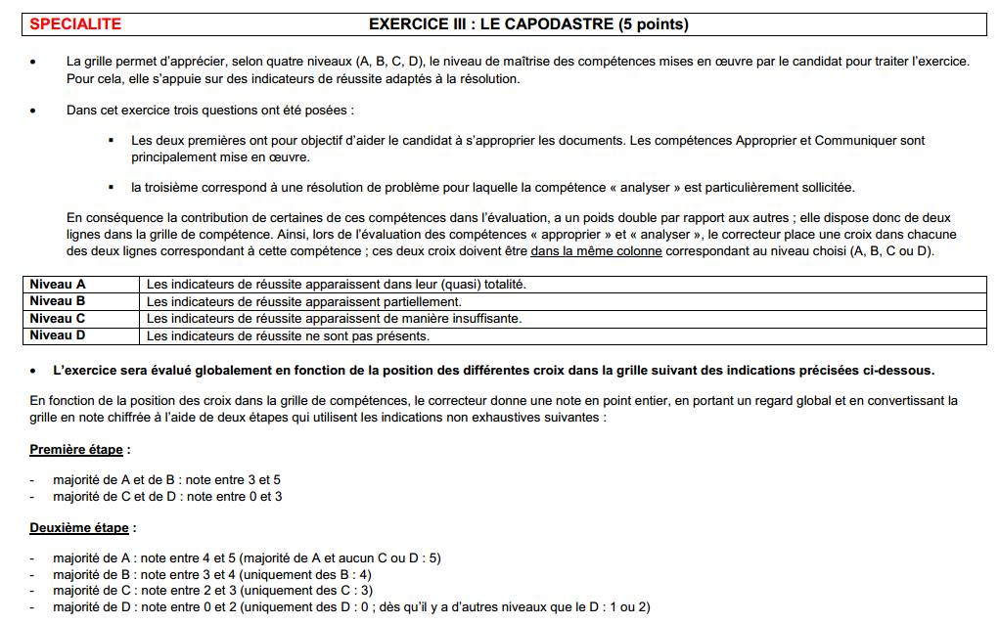 SPECIALITE EXERCICE III : LE CAPODASTRE (5 points)
• La grille permet d'apprécier, selon quatre niveaux (A, B, C, D), le niveau de maîtrise des compétences mises en œuvre par le candidat pour traiter l'exercice.
Pour cela, elle s'appuie sur des indicateurs de réussite adaptés à la résolution.
• Dans cet exercice trois questions ont été posées :
▪ Les deux premières ont pour objectif d'aider le candidat à s'approprier les documents. Les compétences Approprier et Communiquer sont
principalement mise en œuvre.
▪ la troisième correspond à une résolution de problème pour laquelle la compétence « analyser » est particulièrement sollicitée.
En conséquence la contribution de certaines de ces compétences dans l'évaluation, a un poids double par rapport aux autres ; elle dispose donc de deux
lignes dans la grille de compétence. Ainsi, lors de l'évaluation des compétences « approprier » et « analyser », le correcteur place une croix dans chacune
des deux lignes correspondant à cette compétence ; ces deux croix doivent être dans la même colonne correspondant au niveau choisi (A, B, C ou D).
Niveau A Les indicateurs de réussite apparaissent dans leur (quasi) totalité.
Niveau B Les indicateurs de réussite apparaissent partiellement.
Niveau C Les indicateurs de réussite apparaissent de manière insuffisante.
Niveau D Les indicateurs de réussite ne sont pas présents.
• L'exercice sera évalué globalement en fonction de la position des différentes croix dans la grille suivant des indications précisées ci-dessous.
En fonction de la position des croix dans la grille de compétences, le correcteur donne une note en point entier, en portant un regard global et en convertissant la
grille en note chiffrée à l'aide de deux étapes qui utilisent les indications non exhaustives suivantes :
Première étape :
- majorité de A et de B : note entre 3 et 5
- majorité de C et de D : note entre 0 et 3
Deuxième étape :
- majorité de A : note entre 4 et 5 (majorité de A et aucun C ou D : 5)
- majorité de B : note entre 3 et 4 (uniquement des B : 4)
- majorité de C : note entre 2 et 3 (uniquement des C : 3)
- majorité de D : note entre 0 et 2 (uniquement des D : 0 ; dès qu'il y a d'autres niveaux que le D : 1 ou 2)